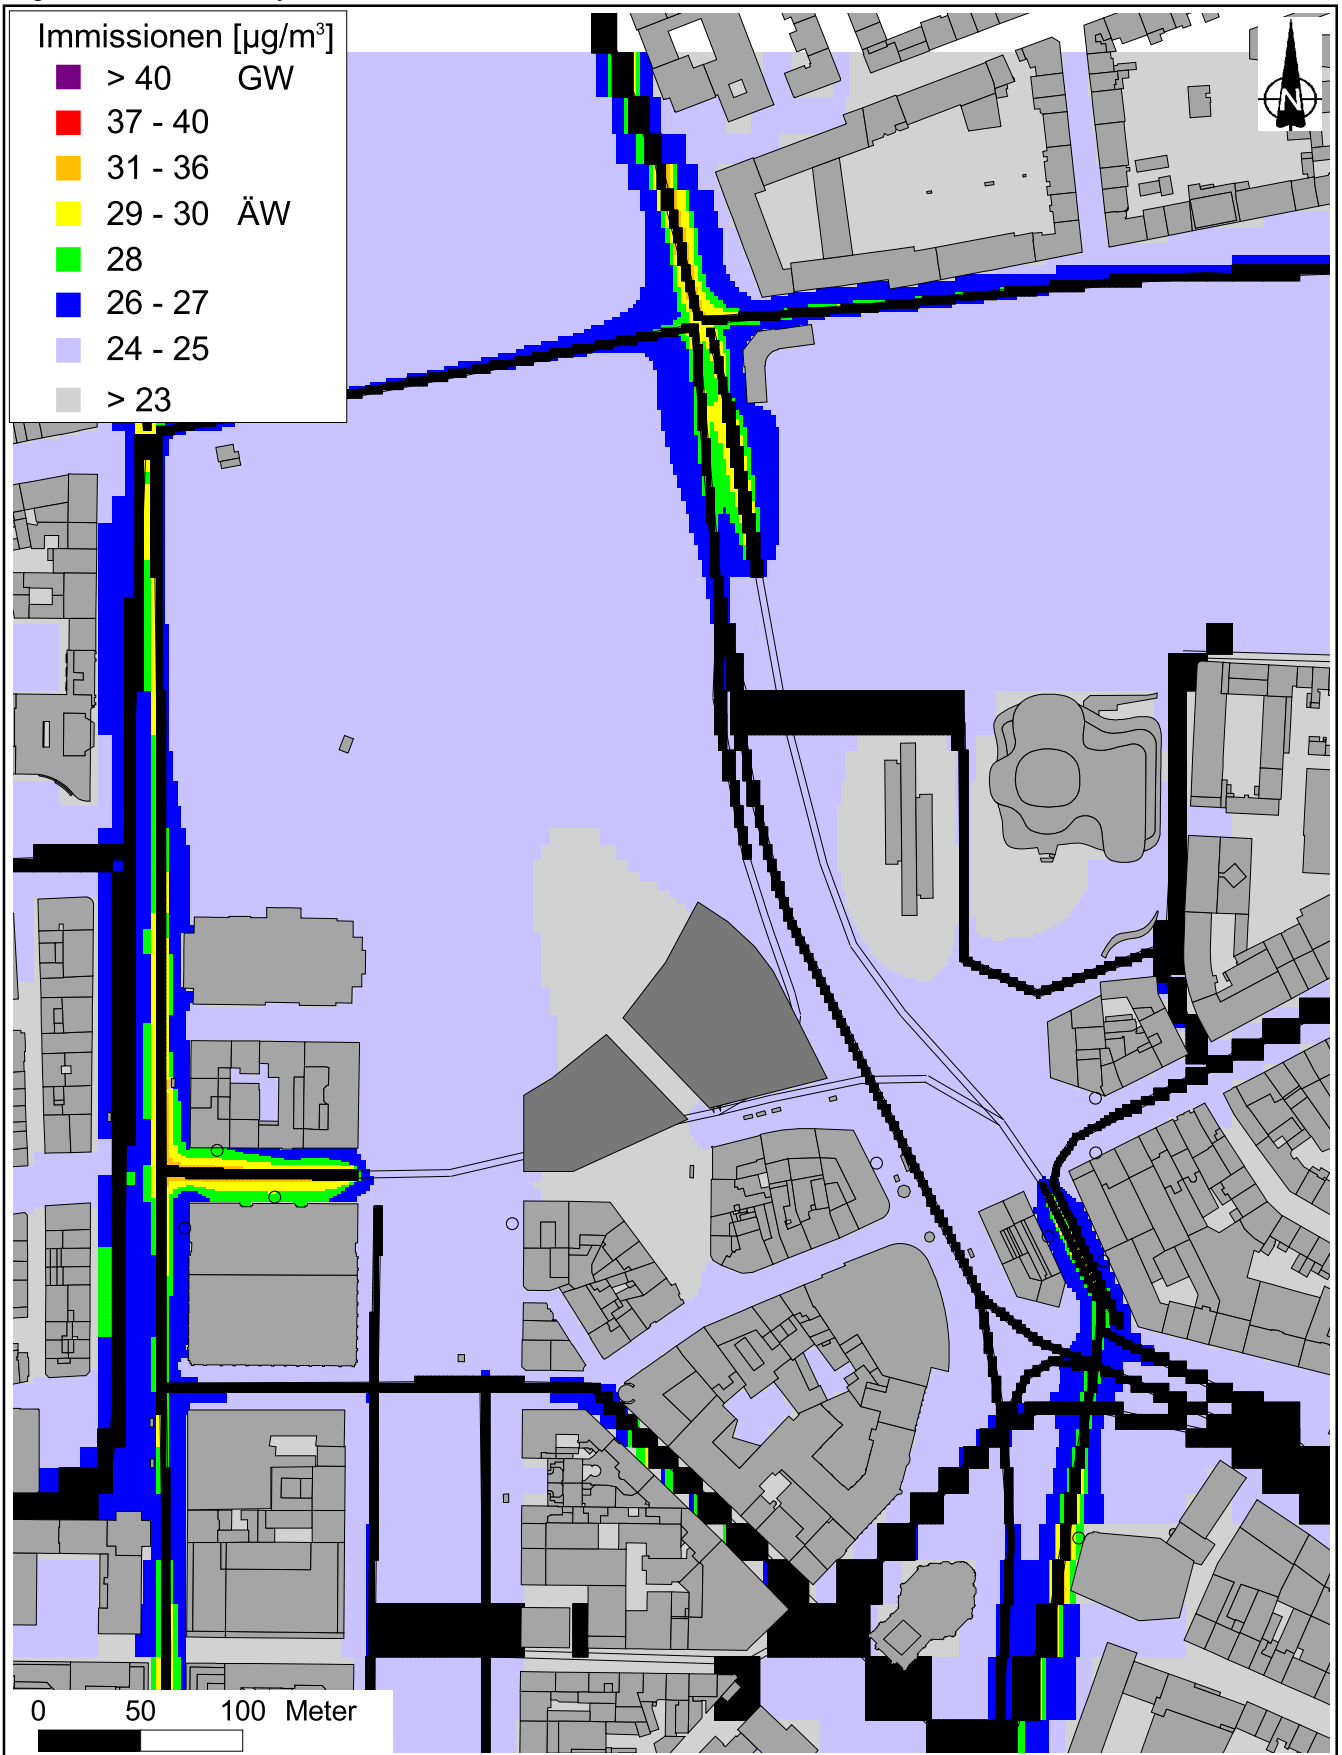 Immissionen [µg/m³]
> 40 GW
37 - 40
31 - 36
29 - 30 ÄW
28
26 - 27
24 - 25
> 23
N
0 50 100 Meter